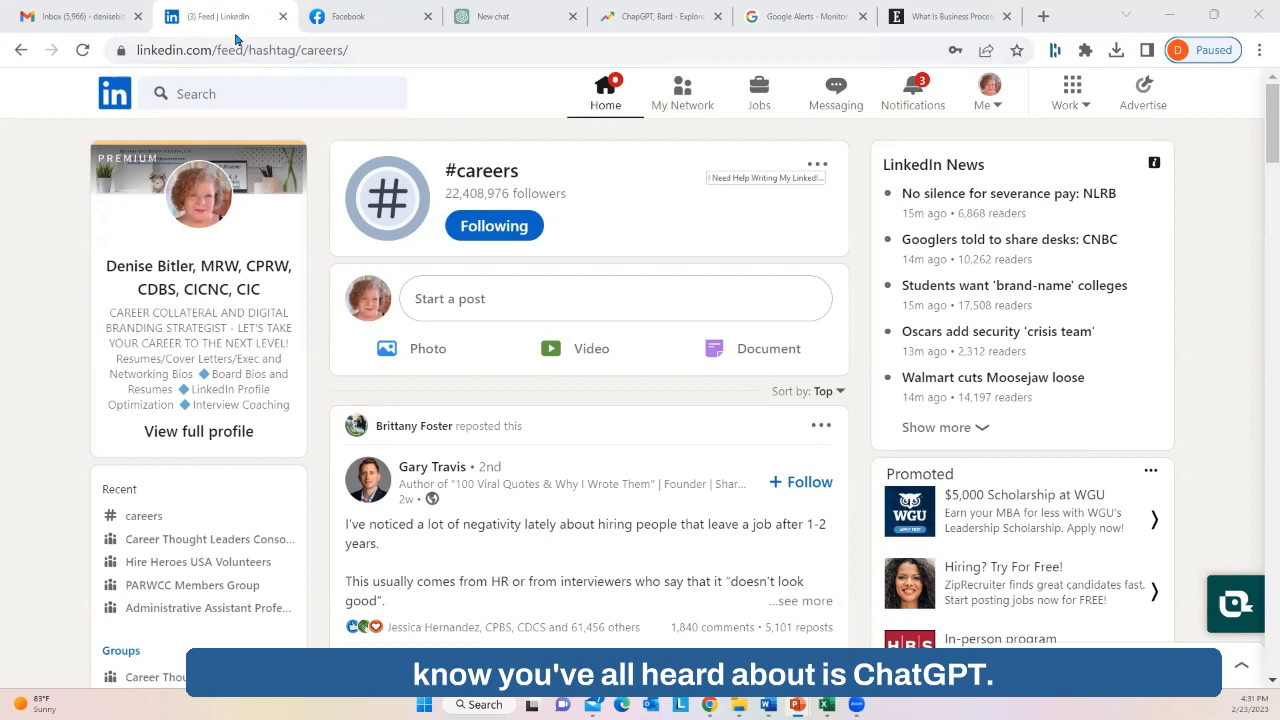 Inbox (5,966) - denisebit
(3) Feed | LinkedIn
Facebook
New chat
ChapGPT, Bard - Explore
Google Alerts - Monitor
What Is Business Proces
linkedin.com/feed/hashtag/careers/
D Paused
in
Search
Home
My Network
Jobs
Messaging
3
Notifications
Me
Work
Advertise
PREMIUM
Denise Bitler, MRW, CPRW,
CDBS, CICNC, CIC
CAREER COLLATERAL AND DIGITAL
BRANDING STRATEGIST - LET'S TAKE
YOUR CAREER TO THE NEXT LEVEL!
Resumes/Cover Letters/Exec and
Networking Bios 🔷Board Bios and
Resumes 🔷LinkedIn Profile
Optimization 🔷Interview Coaching
View full profile
Recent
# careers
Career Thought Leaders Conso...
Hire Heroes USA Volunteers
PARWCC Members Group
Administrative Assistant Profe...
Groups
Career Thou
#
#careers
22,408,976 followers
Following
I Need Help Writing My LinkedI...
Start a post
Photo
Video
Document
Sort by: Top
Brittany Foster reposted this
Gary Travis • 2nd
Author of "100 Viral Quotes & Why I Wrote Them" | Founder | Shar...
2w •
+ Follow
I've noticed a lot of negativity lately about hiring people that leave a job after 1-2
years.
This usually comes from HR or from interviewers who say that it "doesn't look
good".
...see more
Jessica Hernandez, CPBS, CDCS and 61,456 others
1,840 comments • 5,101 reposts
LinkedIn News
No silence for severance pay: NLRB
15m ago • 6,868 readers
Googlers told to share desks: CNBC
14m ago • 10,262 readers
Students want 'brand-name' colleges
15m ago • 17,508 readers
Oscars add security 'crisis team'
13m ago • 2,312 readers
Walmart cuts Moosejaw loose
14m ago • 14,197 readers
Show more
Promoted
WGU
APPLY FREE
$5,000 Scholarship at WGU
Earn your MBA for less with WGU's
Leadership Scholarship. Apply now!
Hiring? Try For Free!
ZipRecruiter finds great candidates fast.
Start posting jobs now for FREE!
HBS
In-person program
know you've all heard about is ChatGPT.
83°F
Sunny
Search
4:31 PM
2/23/2023